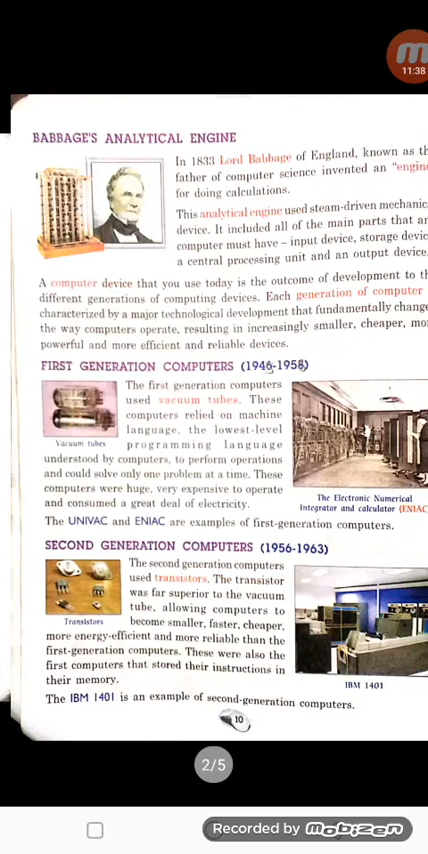 11:38
BABBAGE'S ANALYTICAL ENGINE
In 1833 Lord Babbage of England, known as th
father of computer science invented an "engine
for doing calculations.
This analytical engine used steam-driven mechanic
device. It included all of the main parts that an
computer must have – input device, storage devic
a central processing unit and an output device.
A computer device that you use today is the outcome of development to th
different generations of computing devices. Each generation of computer
characterized by a major technological development that fundamentally change
the way computers operate, resulting in increasingly smaller, cheaper, mo
powerful and more efficient and reliable devices.
FIRST GENERATION COMPUTERS (1946-1958)
The first generation computers
used vacuum tubes. These
computers relied on machine
language, the lowest-level
programming language
Vacuum tubes
understood by computers, to perform operations
and could solve only one problem at a time. These
computers were huge, very expensive to operate
and consumed a great deal of electricity.
The Electronic Numerical
Integrator and calculator (ENIAC
The UNIVAC and ENIAC are examples of first-generation computers.
SECOND GENERATION COMPUTERS (1956-1963)
The second generation computers
used transistors. The transistor
was far superior to the vacuum
tube, allowing computers to
become smaller, faster, cheaper,
Transistors
more energy-efficient and more reliable than the
first-generation computers. These were also the
first computers that stored their instructions in
their memory.
IBM 1401
The IBM 1401 is an example of second-generation computers.
10
2/5
Recorded by Mobizen